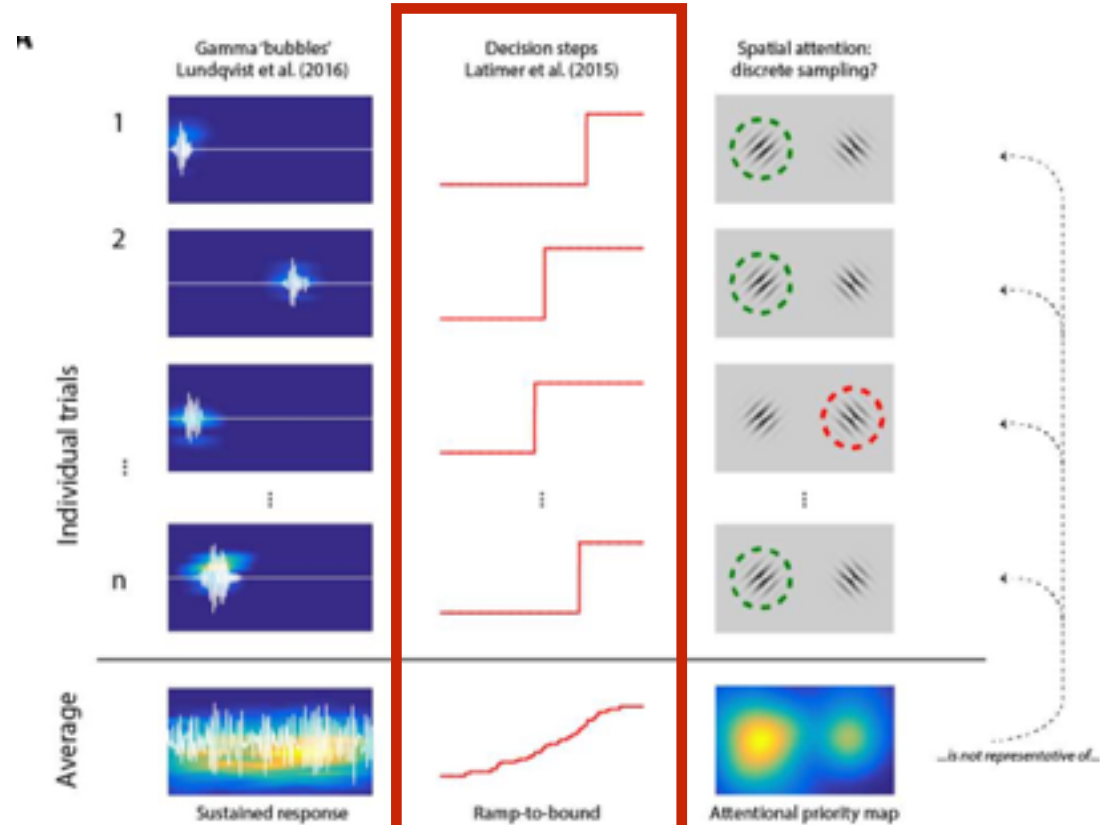 Gamma 'bubbles'
Lundqvist et al. (2016)
Decision steps
Latimer et al. (2015)
Spatial attention:
discrete sampling?
1
2
...
n
Individual trials
...
...
...
Average
Sustained response
Ramp-to-bound
Attentional priority map
...is not representative of...